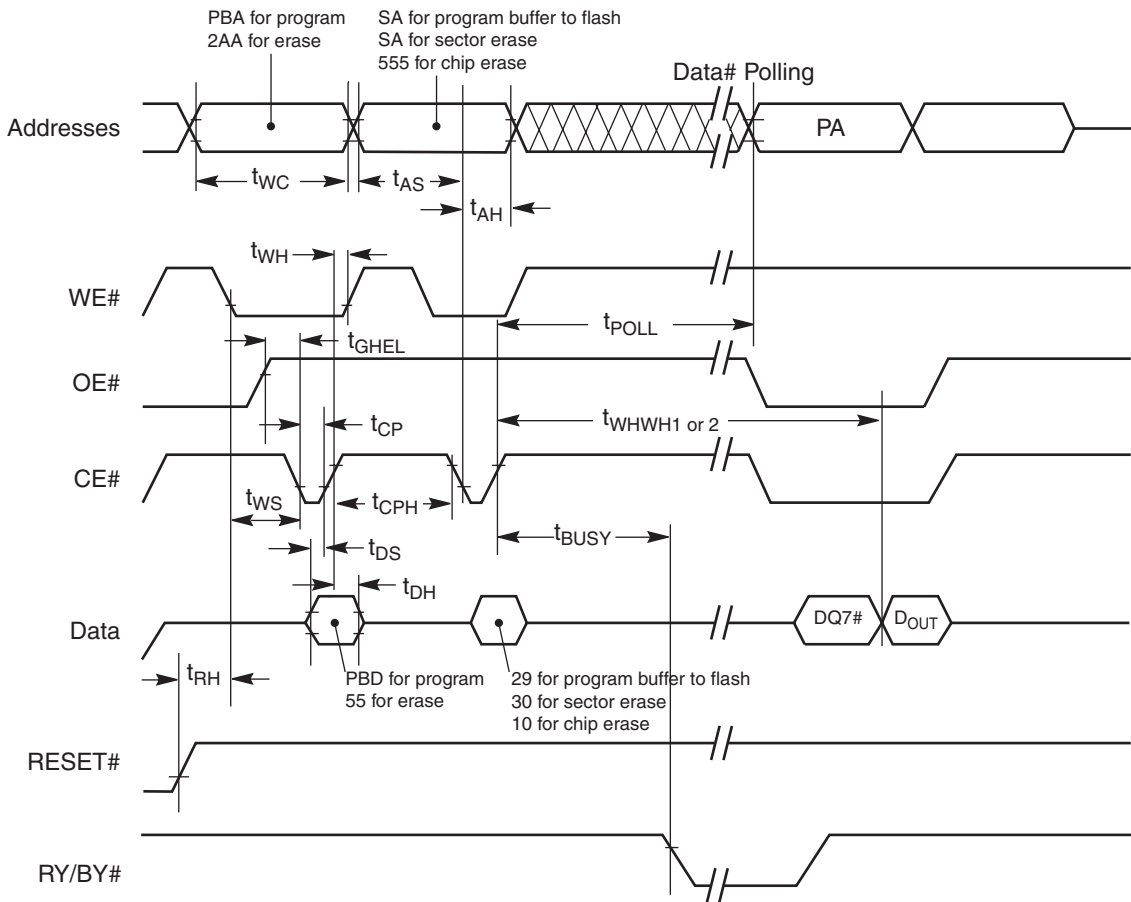 PBA for program
2AA for erase
SA for program buffer to flash
SA for sector erase
555 for chip erase
Data# Polling
Addresses
PA
tWC
tAS
tAH
tWH
WE#
tPOLL
tGHEL
OE#
tWHWH1 or 2
tCP
CE#
tWS
tCPH
tBUSY
tDS
tDH
Data
DQ7#
DOUT
tRH
PBD for program
55 for erase
29 for program buffer to flash
30 for sector erase
10 for chip erase
RESET#
RY/BY#